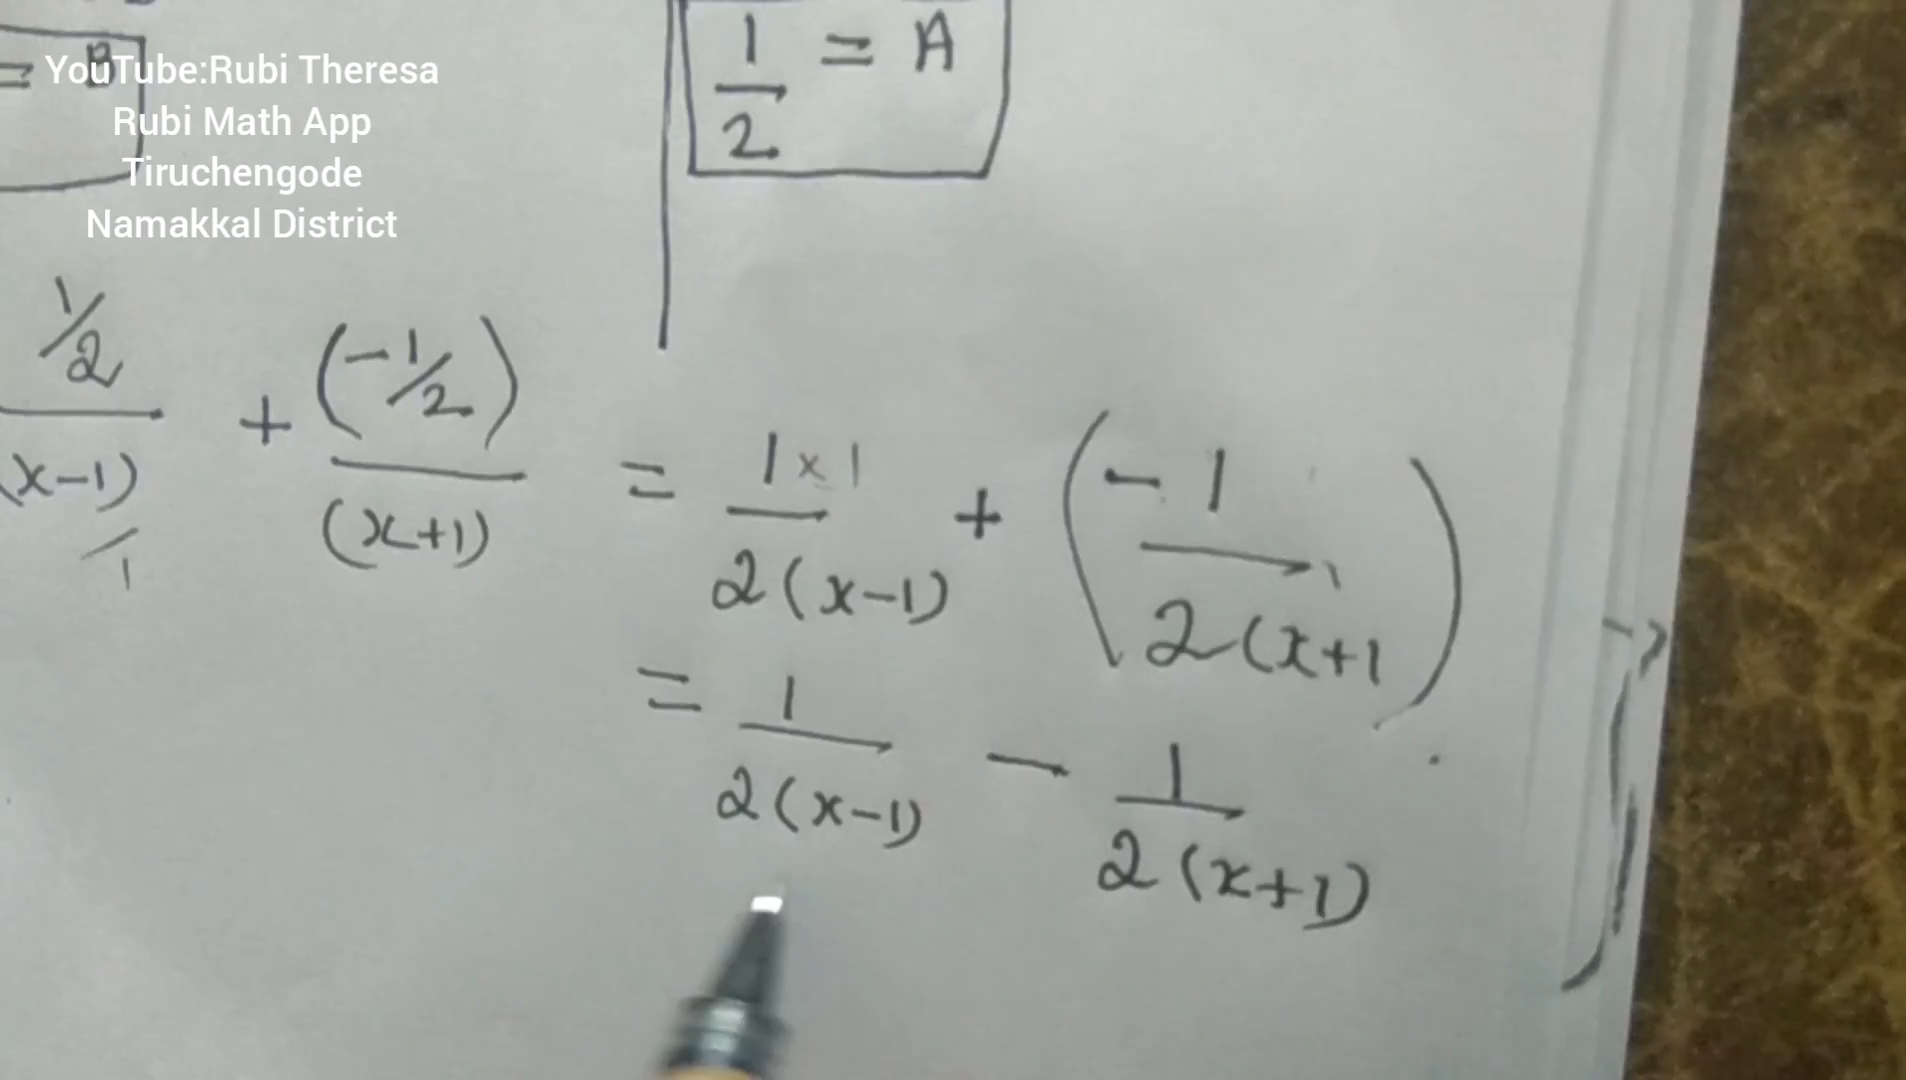 = B
1/2 = A
YouTube:Rubi Theresa
Rubi Math App
Tiruchengode
Namakkal District
1/2 / (x-1)/1 + (-1/2) / (x+1) = 1×1 / 2(x-1) + (-1 / 2(x+1)
= 1 / 2(x-1) - 1 / 2(x+1)